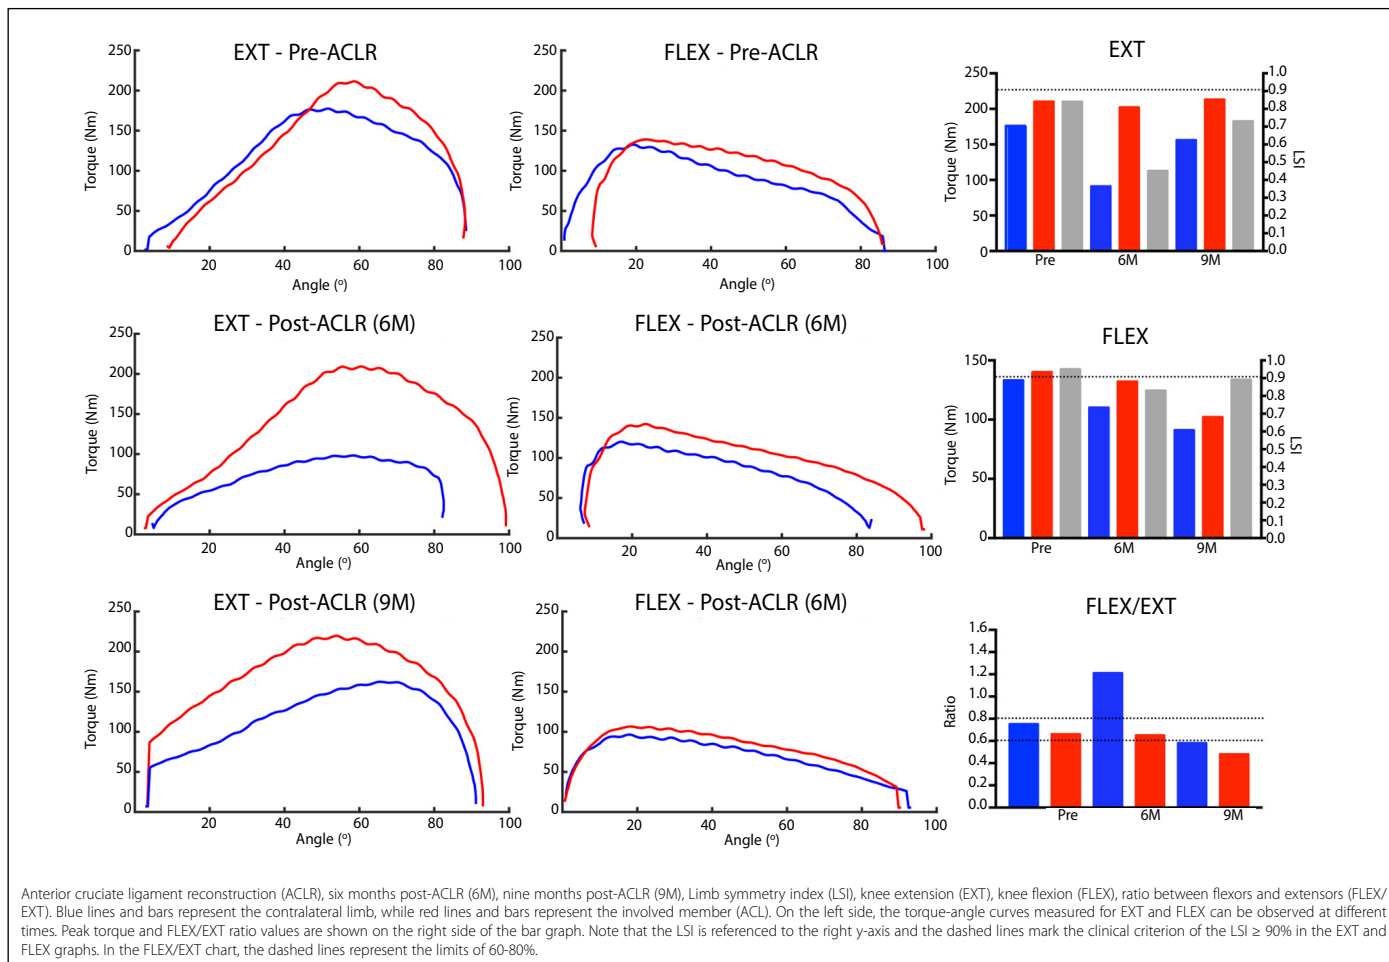 EXT - Pre-ACLR
250
200
150
100
50
0
Torque (Nm)
20
40
60
80
100
Angle (º)
FLEX - Pre-ACLR
250
200
150
100
50
0
Torque (Nm)
20
40
60
80
100
Angle (º)
EXT
250
200
150
100
50
0
Torque (Nm)
1.0
0.9
0.8
0.7
0.6
0.5
0.4
0.3
0.2
0.1
0.0
LSI
Pre
6M
9M
EXT - Post-ACLR (6M)
250
200
150
100
50
0
Torque (Nm)
20
40
60
80
100
Angle (º)
FLEX - Post-ACLR (6M)
250
200
150
100
50
0
Torque (Nm)
20
40
60
80
100
Angle (º)
FLEX
150
100
50
0
Torque (Nm)
1.0
0.9
0.8
0.7
0.6
0.5
0.4
0.3
0.2
0.1
0.0
LSI
Pre
6M
9M
EXT - Post-ACLR (9M)
250
200
150
100
50
0
Torque (Nm)
20
40
60
80
100
Angle (º)
FLEX - Post-ACLR (6M)
250
200
150
100
50
0
Torque (Nm)
20
40
60
80
100
Angle (º)
FLEX/EXT
1.6
1.4
1.2
1.0
0.8
0.6
0.4
0.2
0.0
Ratio
Pre
6M
9M
Anterior cruciate ligament reconstruction (ACLR), six months post-ACLR (6M), nine months post-ACLR (9M), Limb symmetry index (LSI), knee extension (EXT), knee flexion (FLEX), ratio between flexors and extensors (FLEX/
EXT). Blue lines and bars represent the contralateral limb, while red lines and bars represent the involved member (ACL). On the left side, the torque-angle curves measured for EXT and FLEX can be observed at different
times. Peak torque and FLEX/EXT ratio values are shown on the right side of the bar graph. Note that the LSI is referenced to the right y-axis and the dashed lines mark the clinical criterion of the LSI ≥ 90% in the EXT and
FLEX graphs. In the FLEX/EXT chart, the dashed lines represent the limits of 60-80%.